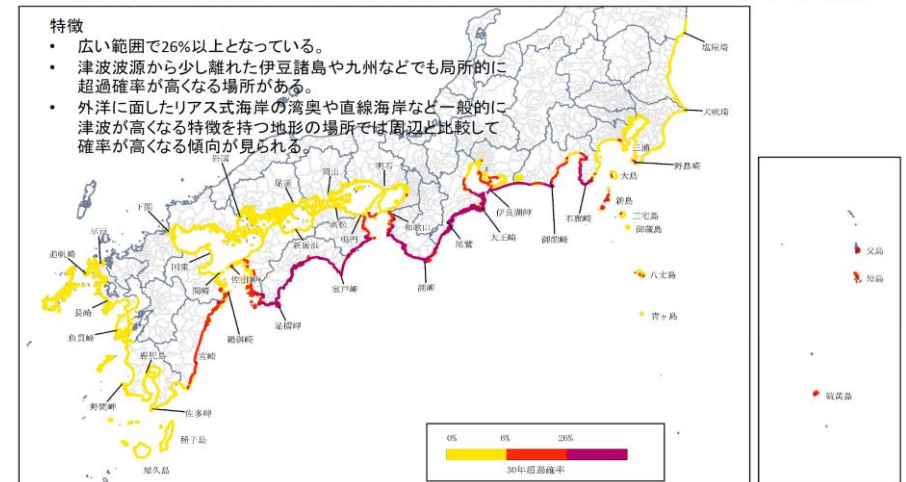 特徴
• 広い範囲で26%以上となっている。
• 津波波源から少し離れた伊豆諸島や九州などでも局所的に
超過確率が高くなる場所がある。
• 外洋に面したリアス式海岸の湾奥や直線海岸など一般的に
津波が高くなる特徴を持つ地形の場所では周辺と比較して
確率が高くなる傾向が見られる。
塩屋埼
犬吠埼
三浦
野島崎
大島
新島
三宅島
御蔵島
八丈島
青ヶ島
石廊崎
御前崎
伊良湖岬
大王崎
尾鷲
潮岬
和歌山
明石
岡山
尾道
岩国
下関
高松
鳴門
新居浜
室戸岬
足摺岬
佐田岬
関崎
国東
鶴御崎
宮崎
平戸
道帆崎
長崎
魚貫崎
鹿児島
野間岬
佐多岬
種子島
屋久島
父島
母島
硫黄島
0% 6% 26%
30年超過確率